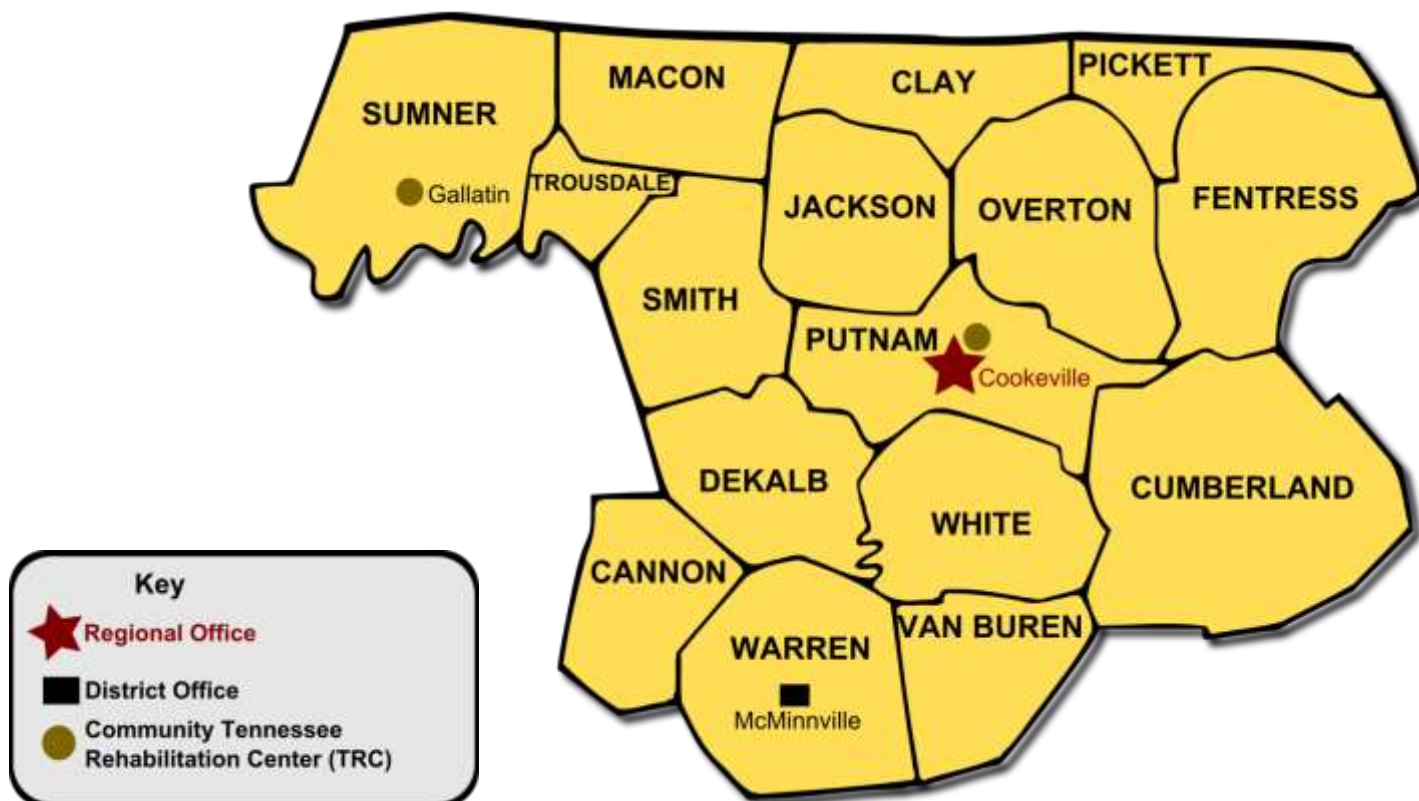 PICKETT
MACON
CLAY
SUMNER
TROUSDALE
Gallatin
JACKSON
OVERTON
FENTRESS
SMITH
PUTNAM
Cookeville
DEKALB
CUMBERLAND
WHITE
CANNON
VAN BUREN
WARREN
McMinnville
Key
Regional Office
District Office
Community Tennessee
Rehabilitation Center (TRC)